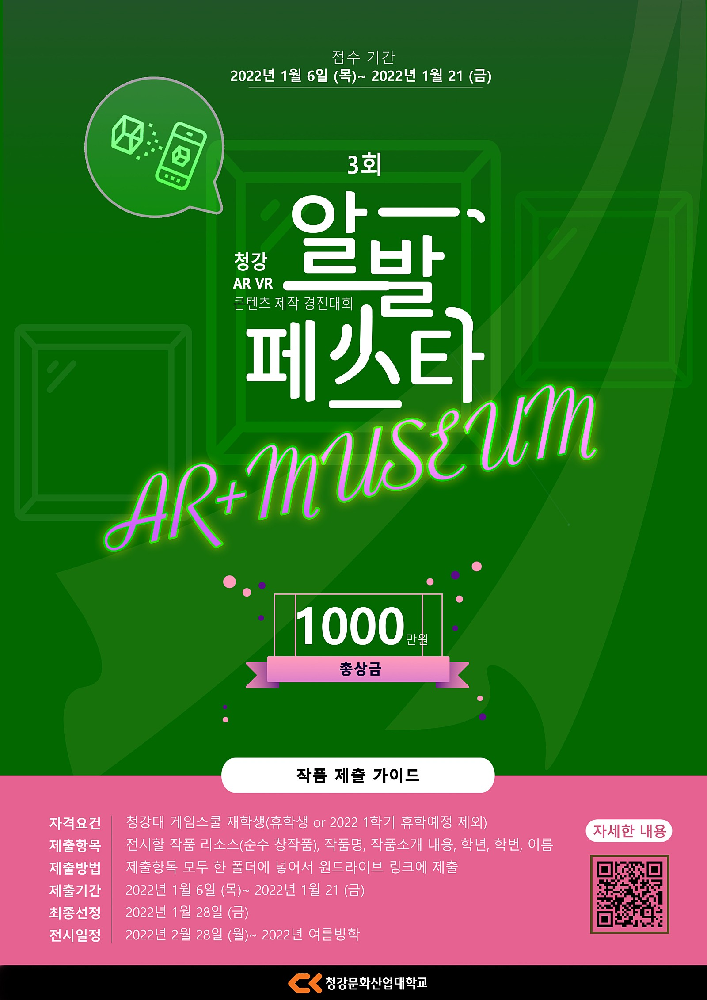 접수 기간
2022년 1월 6일 (목)~ 2022년 1월 21 (금)
3회
알발
청강
AR VR
콘텐츠 제작 경진대회
페스타
AR+MUSEUM
1000만원
총상금
작품 제출 가이드
자격요건 청강대 게임스쿨 재학생(휴학생 or 2022 1학기 휴학예정 제외)
제출항목 전시할 작품 리소스(순수 창작품), 작품명, 작품소개 내용, 학년, 학번, 이름
제출방법 제출항목 모두 한 폴더에 넣어서 원드라이브 링크에 제출
제출기간 2022년 1월 6일 (목)~ 2022년 1월 21 (금)
최종선정 2022년 1월 28일 (금)
전시일정 2022년 2월 28일 (월)~ 2022년 여름방학
자세한 내용
CK 청강문화산업대학교